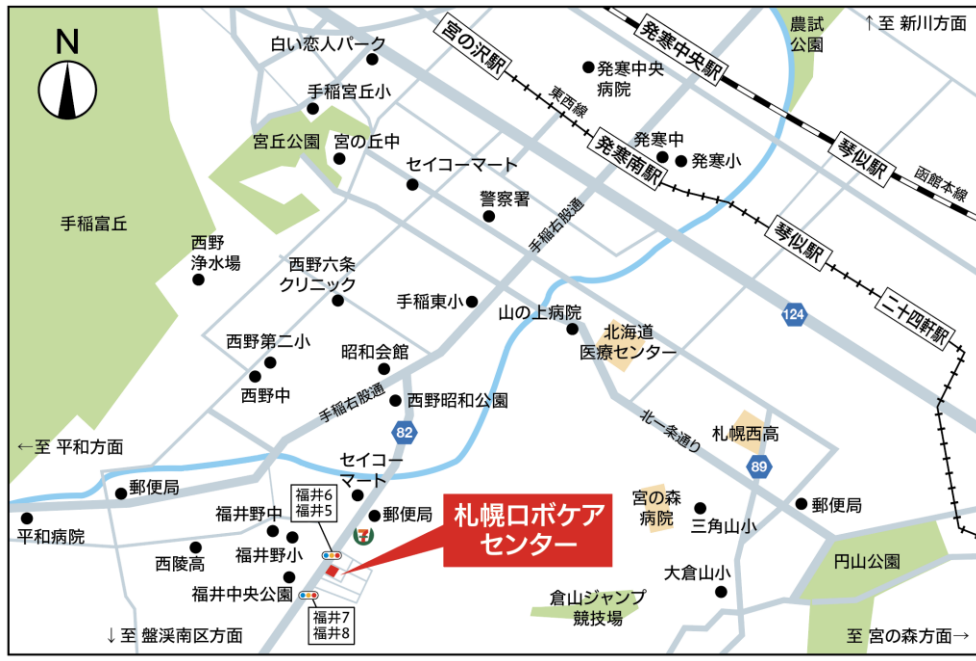 農試
公園
↑至 新川方面
N
白い恋人パーク
宮の沢駅
発寒中央駅
発寒中央
病院
手稲宮丘小
東西線
宮丘公園
宮の丘中
発寒中
発寒小
発寒南駅
琴似駅
函館本線
セイコーマート
警察署
手稲富丘
手稲右股通
琴似駅
西野
浄水場
西野六条
クリニック
手稲東小
山の上病院
二十四軒駅
124
北海道
医療センター
西野第二小
昭和会館
西野中
手稲右股通
西野昭和公園
82
北一条通り
札幌西高
89
←至 平和方面
セイコー
マート
郵便局
福井6
福井5
郵便局
札幌ロボケア
センター
宮の森
病院
三角山小
郵便局
平和病院
福井野中
福井野小
西陵高
7
福井中央公園
大倉山小
円山公園
倉山ジャンプ
競技場
福井7
福井8
↓至 盤渓南区方面
至 宮の森方面→